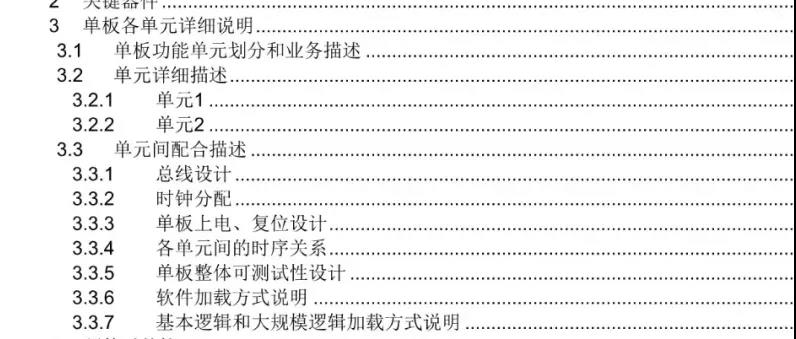 2 关键器件
3 单板各单元详细说明
3.1 单板功能单元划分和业务描述
3.2 单元详细描述
3.2.1 单元1
3.2.2 单元2
3.3 单元间配合描述
3.3.1 总线设计
3.3.2 时钟分配
3.3.3 单板上电、复位设计
3.3.4 各单元间的时序关系
3.3.5 单板整体可测试性设计
3.3.6 软件加载方式说明
3.3.7 基本逻辑和大规模逻辑加载方式说明